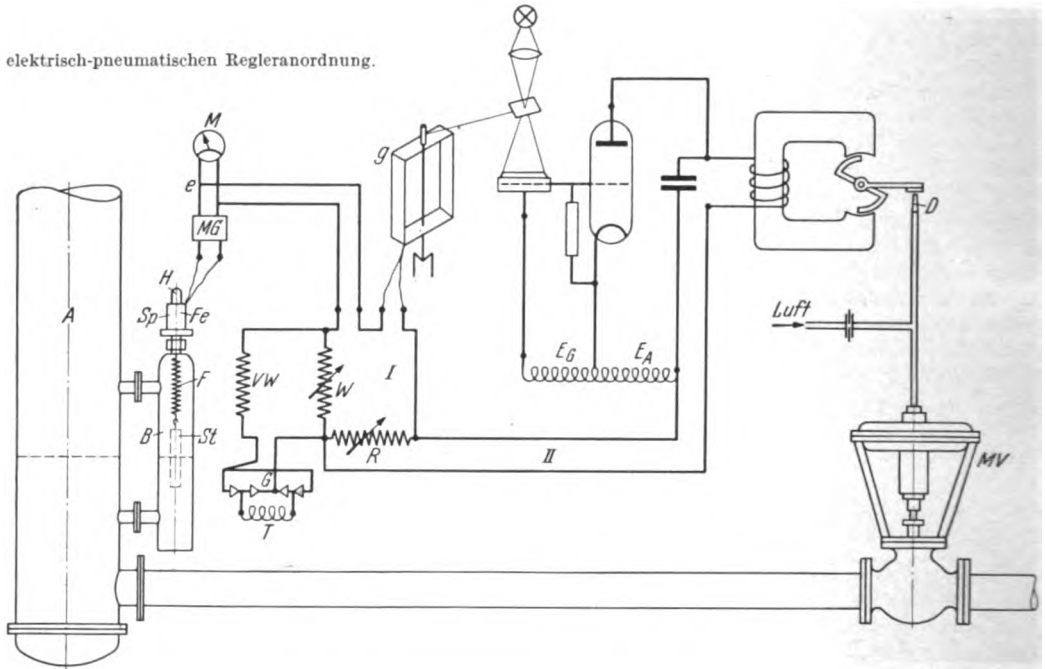 elektrisch-pneumatischen Regleranordnung.
M
g
e
MG
D
H
A
Sp
Fe
Luft
E_G
E_A
I
VW
W
F
B
St
R
II
MV
G
T